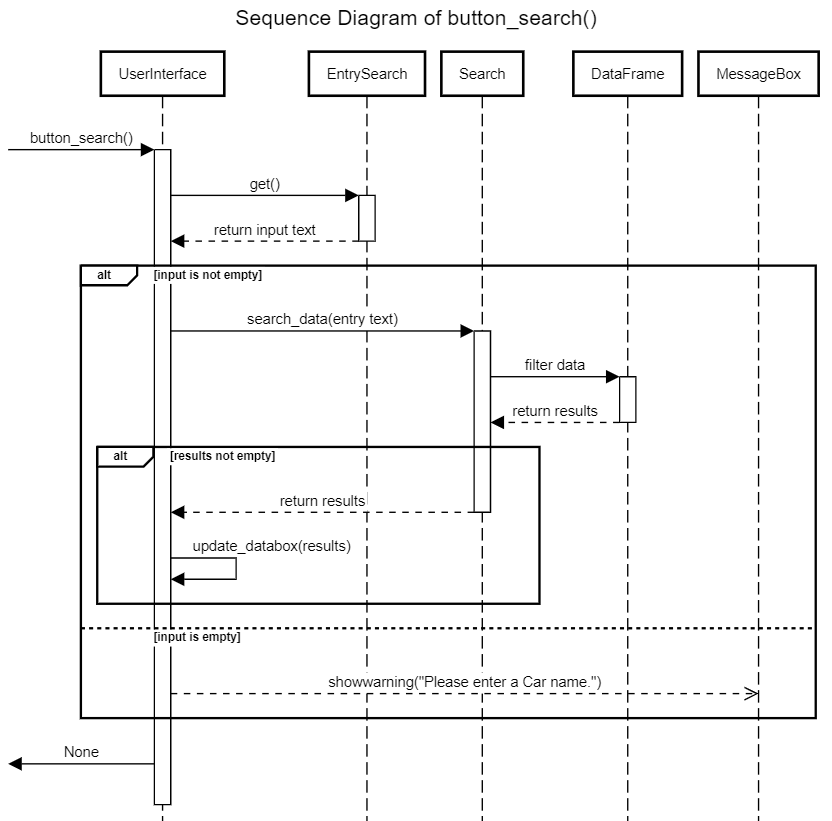 Sequence Diagram of button_search()
UserInterface
EntrySearch
Search
DataFrame
MessageBox
button_search()
get()
return input text
alt
[input is not empty]
search_data(entry text)
filter data
return results
alt
[results not empty]
return results
update_databox(results)
[input is empty]
showwarning("Please enter a Car name.")
None